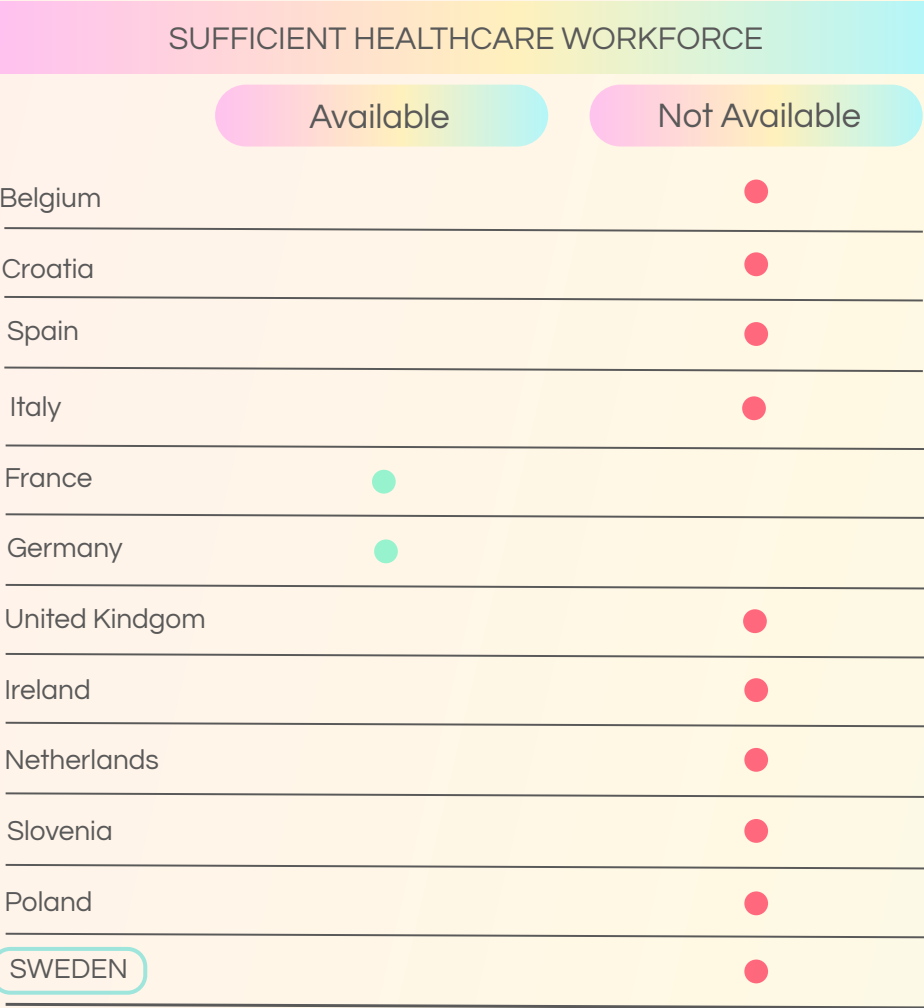 SUFFICIENT HEALTHCARE WORKFORCE
Available Not Available
Belgium
Croatia
Spain
Italy
France
Germany
United Kindgom
Ireland
Netherlands
Slovenia
Poland
SWEDEN